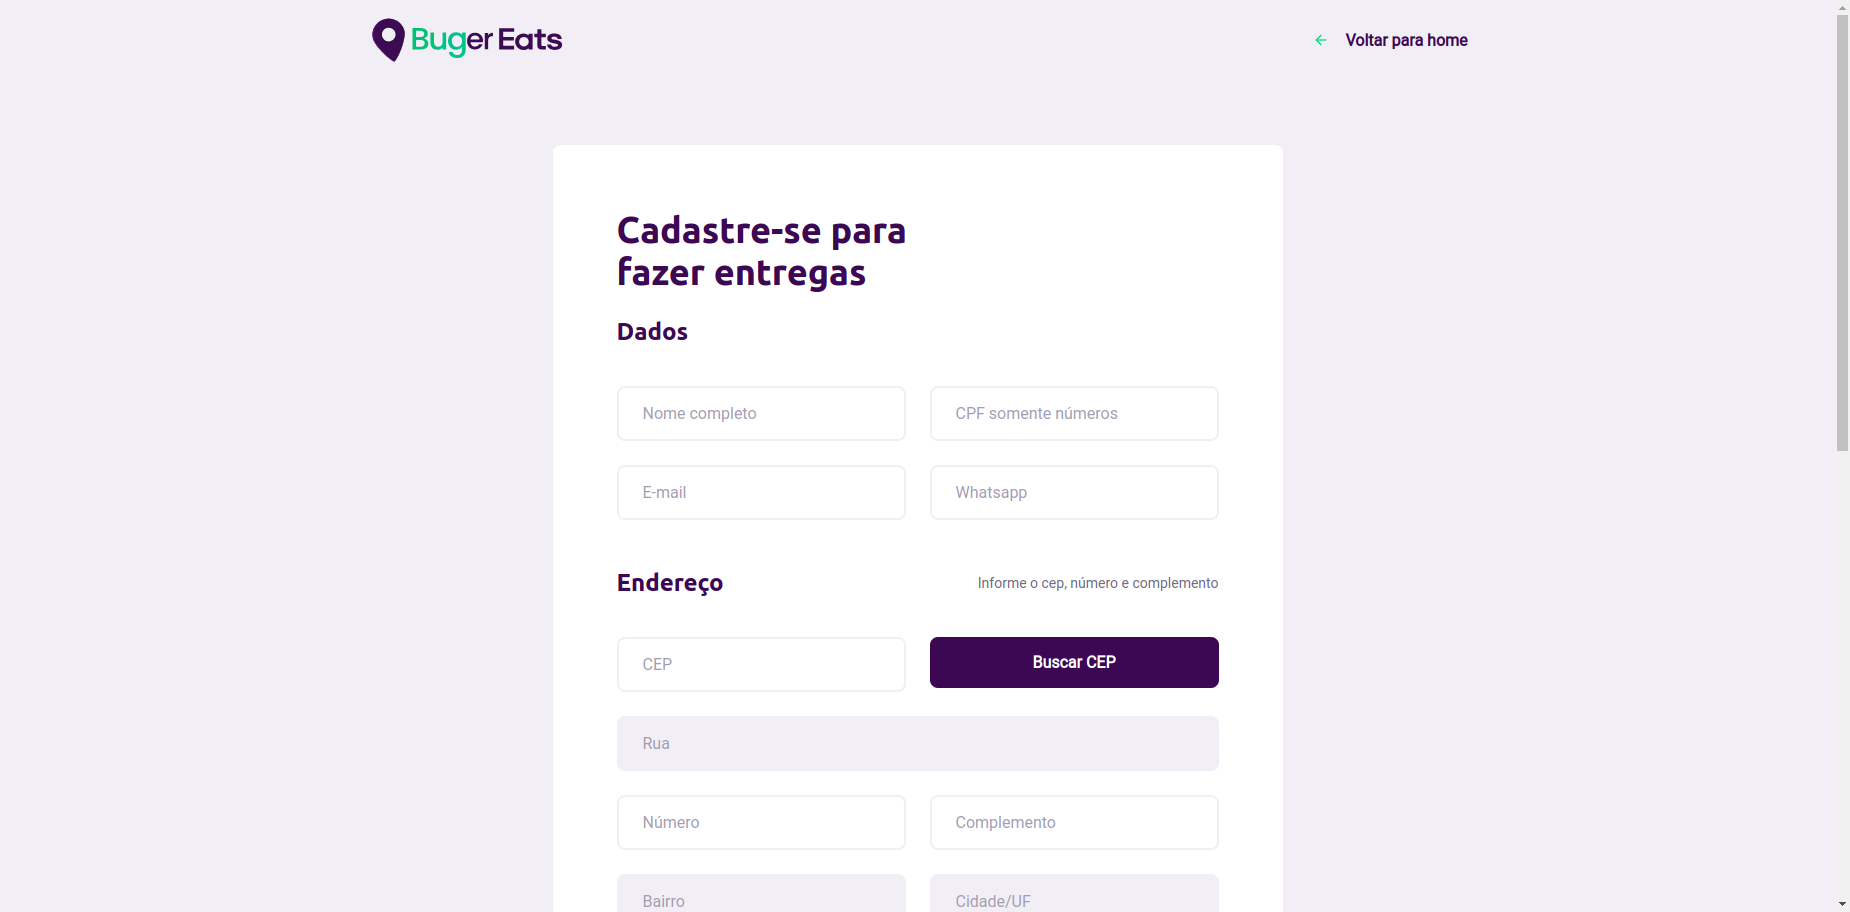 Buger Eats
Voltar para home
Cadastre-se para
fazer entregas
Dados
Nome completo
CPF somente números
E-mail
Whatsapp
Endereço
Informe o cep, número e complemento
CEP
Buscar CEP
Rua
Número
Complemento
Bairro
Cidade/UF